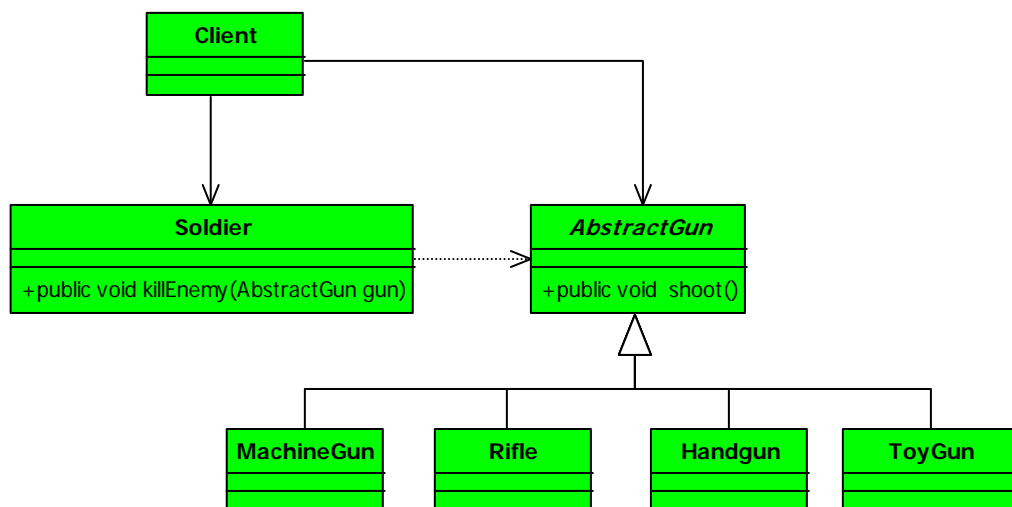 Client
Soldier
AbstractGun
+public void killEnemy(AbstractGun gun)
+public void shoot()
MachineGun
Rifle
Handgun
ToyGun